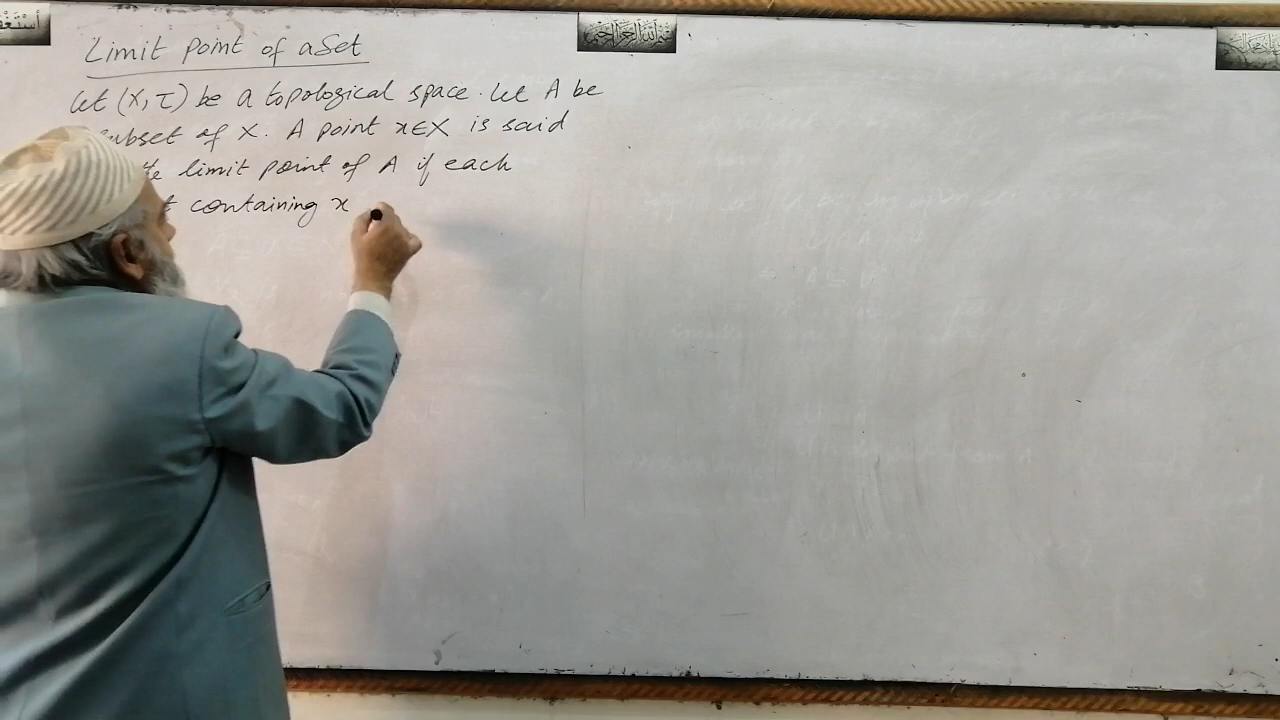 Limit Point of a Set
Let (X, τ) be a topological space. Let A be
subset of X. A point x∈X is said
the limit point of A if each
containing x